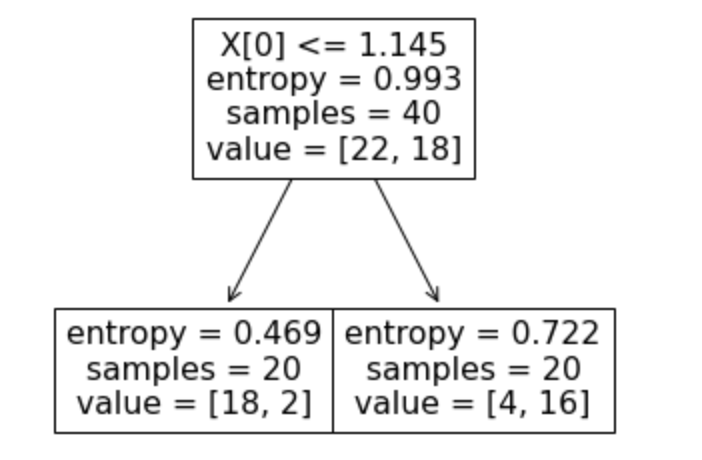 X[0] <= 1.145
entropy = 0.993
samples = 40
value = [22, 18]
entropy = 0.469
samples = 20
value = [18, 2]
entropy = 0.722
samples = 20
value = [4, 16]